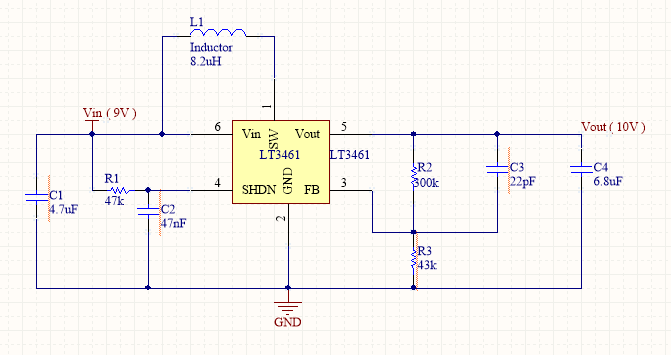 L1
Inductor
8.2uH
1
Vin ( 9V )
6
Vin
SW
Vout
5
Vout ( 10V )
LT3461
LT3461
R1
47k
4
SHDN
GND
FB
3
R2
300k
C3
22pF
C4
6.8uF
C1
4.7uF
C2
47nF
2
R3
43k
GND